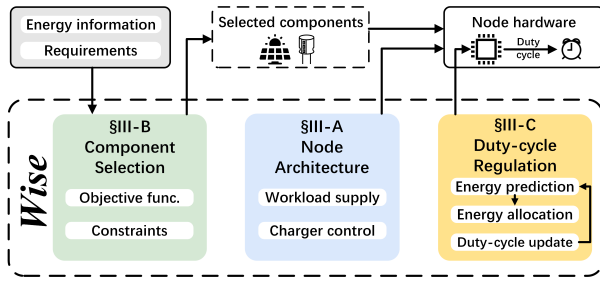 Energy information
Requirements
Selected components
Node hardware
Duty
cycle
Wise
§III-B
Component
Selection
Objective func.
Constraints
§III-A
Node
Architecture
Workload supply
Charger control
§III-C
Duty-cycle
Regulation
Energy prediction
Energy allocation
Duty-cycle update